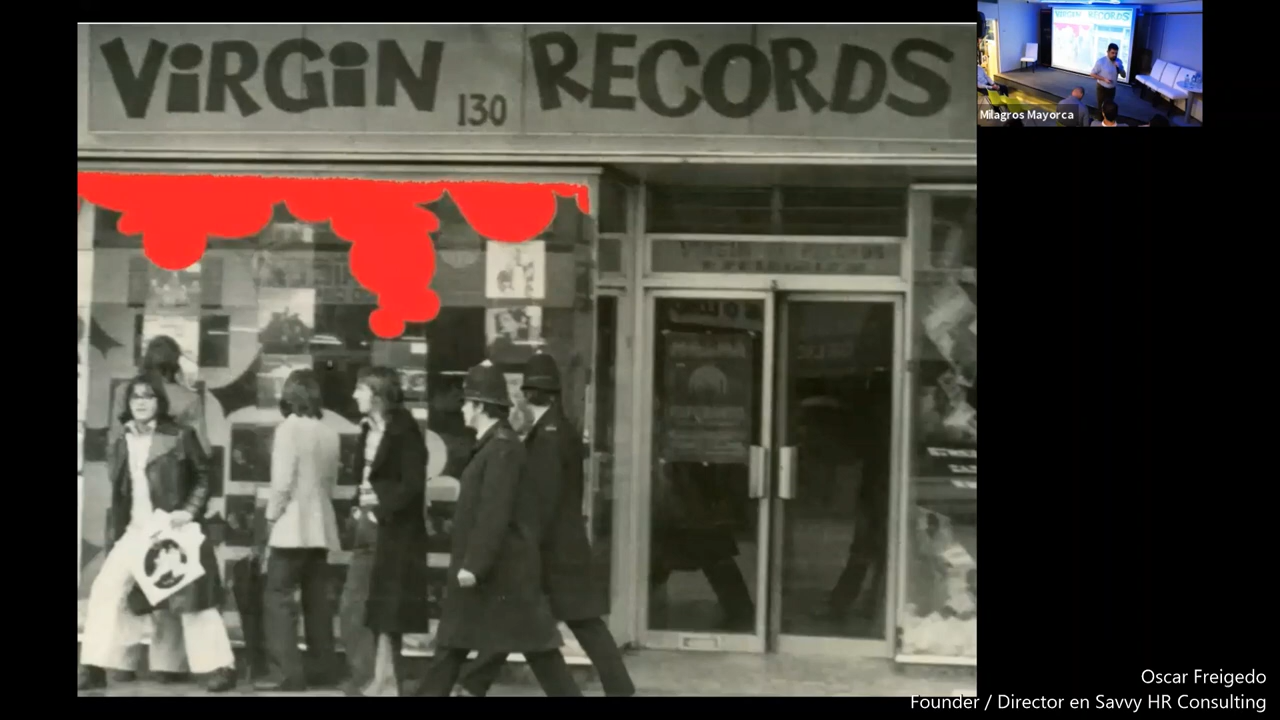 VIRGIN RECORDS
130
Milagros Mayorca
Oscar Freigedo
Founder / Director en Savvy HR Consulting